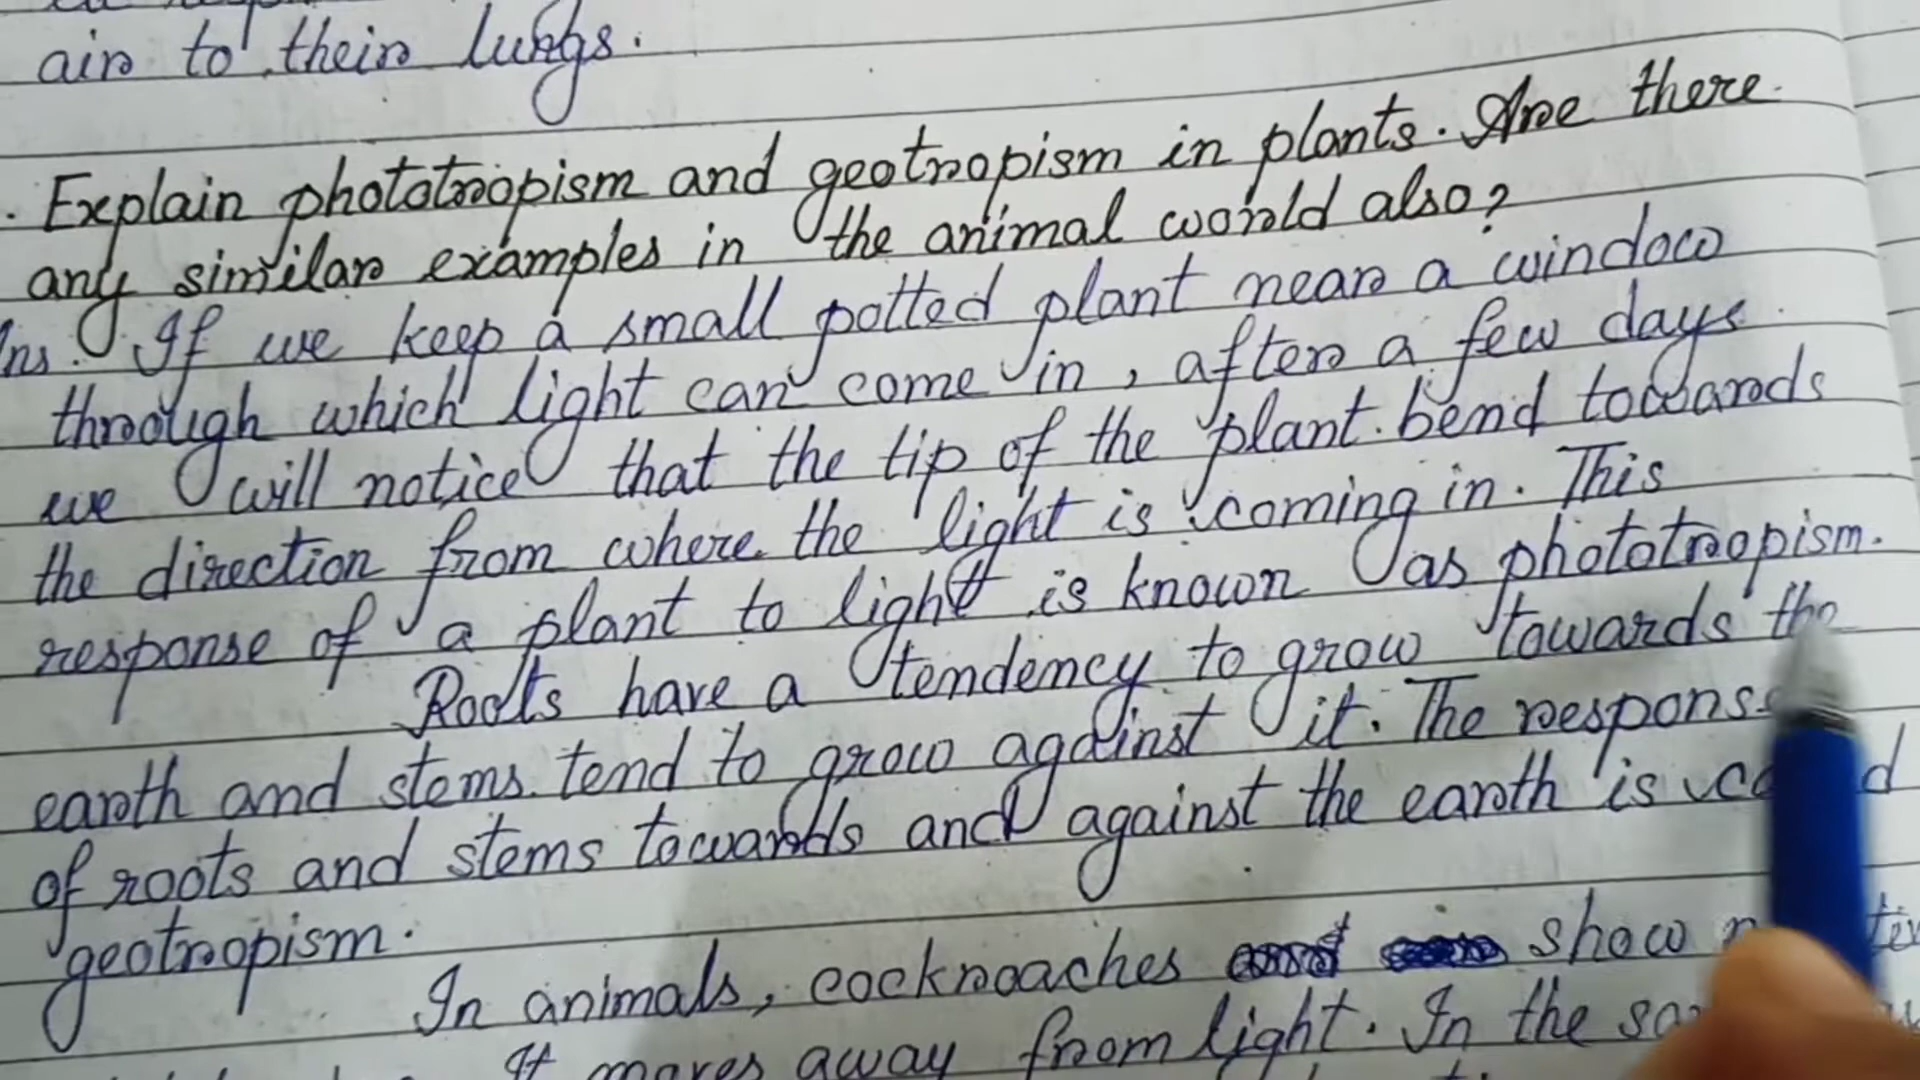 air to their lungs.
Explain phototropism and geotropism in plants. Are there
any similar examples in the animal world also?
Ans. If we keep a small potted plant near a window
through which light can come in, after a few days
we will notice that the tip of the plant bend towards
the direction from where the light is coming in. This
response of a plant to light is known as phototropism.
Roots have a tendency to grow towards the
earth and stems tend to grow against it. The response
of roots and stems towards and against the earth is
geotropism.
In animals, cockroaches show
It moves away from light. In the